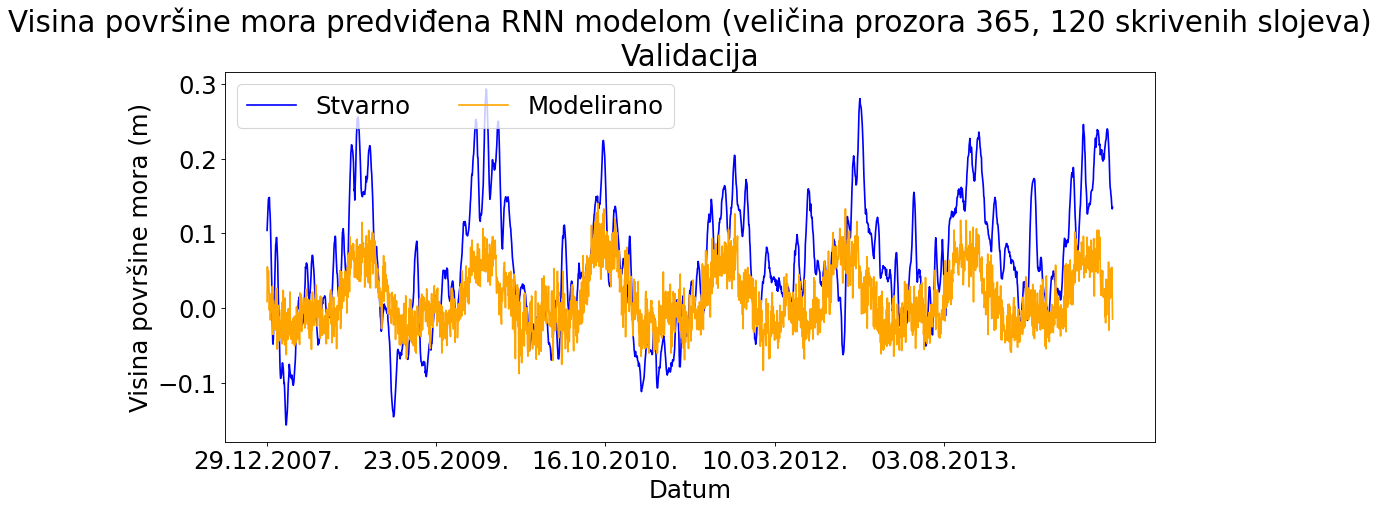 Visina površine mora predviđena RNN modelom (veličina prozora 365, 120 skrivenih slojeva)
Validacija
Stvarno
Modelirano
Visina površine mora (m)
0.3
0.2
0.1
0.0
−0.1
29.12.2007.
23.05.2009.
16.10.2010.
10.03.2012.
03.08.2013.
Datum